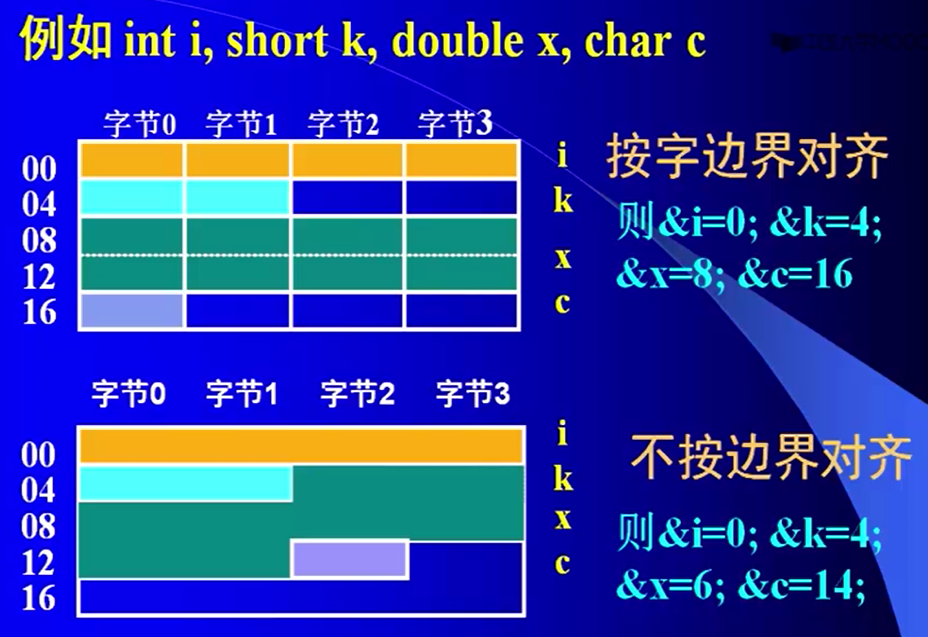 例如 int i, short k, double x, char c
字节0 字节1 字节2 字节3
00 i
04 k
08
x
12
16 c
按字边界对齐
则&i=0; &k=4;
&x=8; &c=16
字节0 字节1 字节2 字节3
00 i
04 k
08 x
12 c
16
不按边界对齐
则&i=0; &k=4;
&x=6; &c=14;